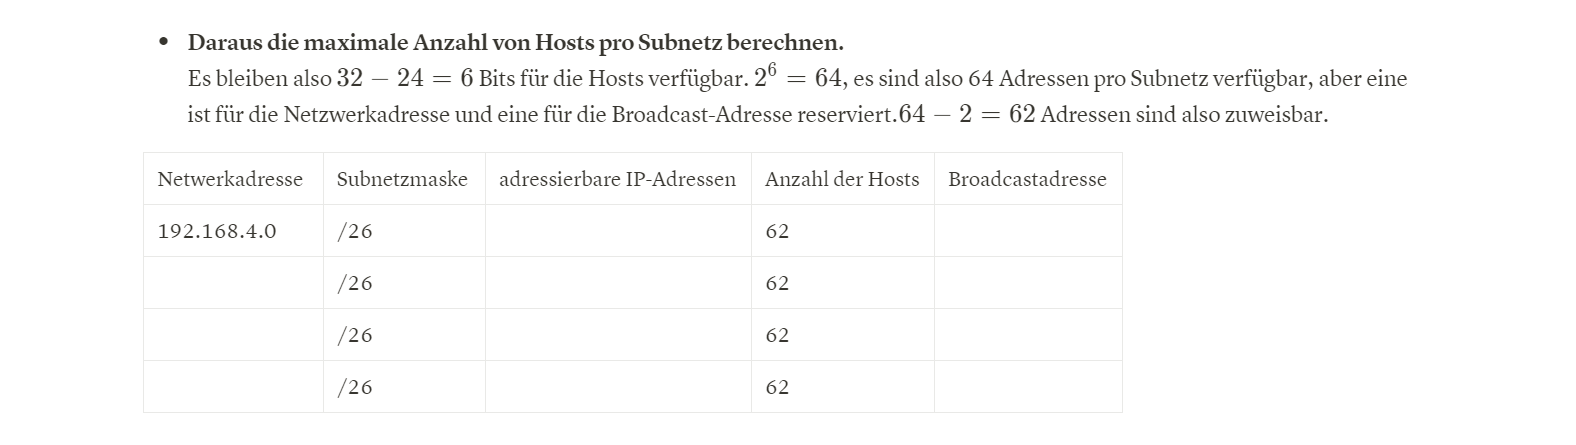 • Daraus die maximale Anzahl von Hosts pro Subnetz berechnen.
Es bleiben also 32 − 24 = 6 Bits für die Hosts verfügbar. 2⁶ = 64, es sind also 64 Adressen pro Subnetz verfügbar, aber eine
ist für die Netzwerkadresse und eine für die Broadcast-Adresse reserviert.64 − 2 = 62 Adressen sind also zuweisbar.
Netwerkadresse Subnetzmaske adressierbare IP-Adressen Anzahl der Hosts Broadcastadresse
192.168.4.0 /26 62
/26 62
/26 62
/26 62